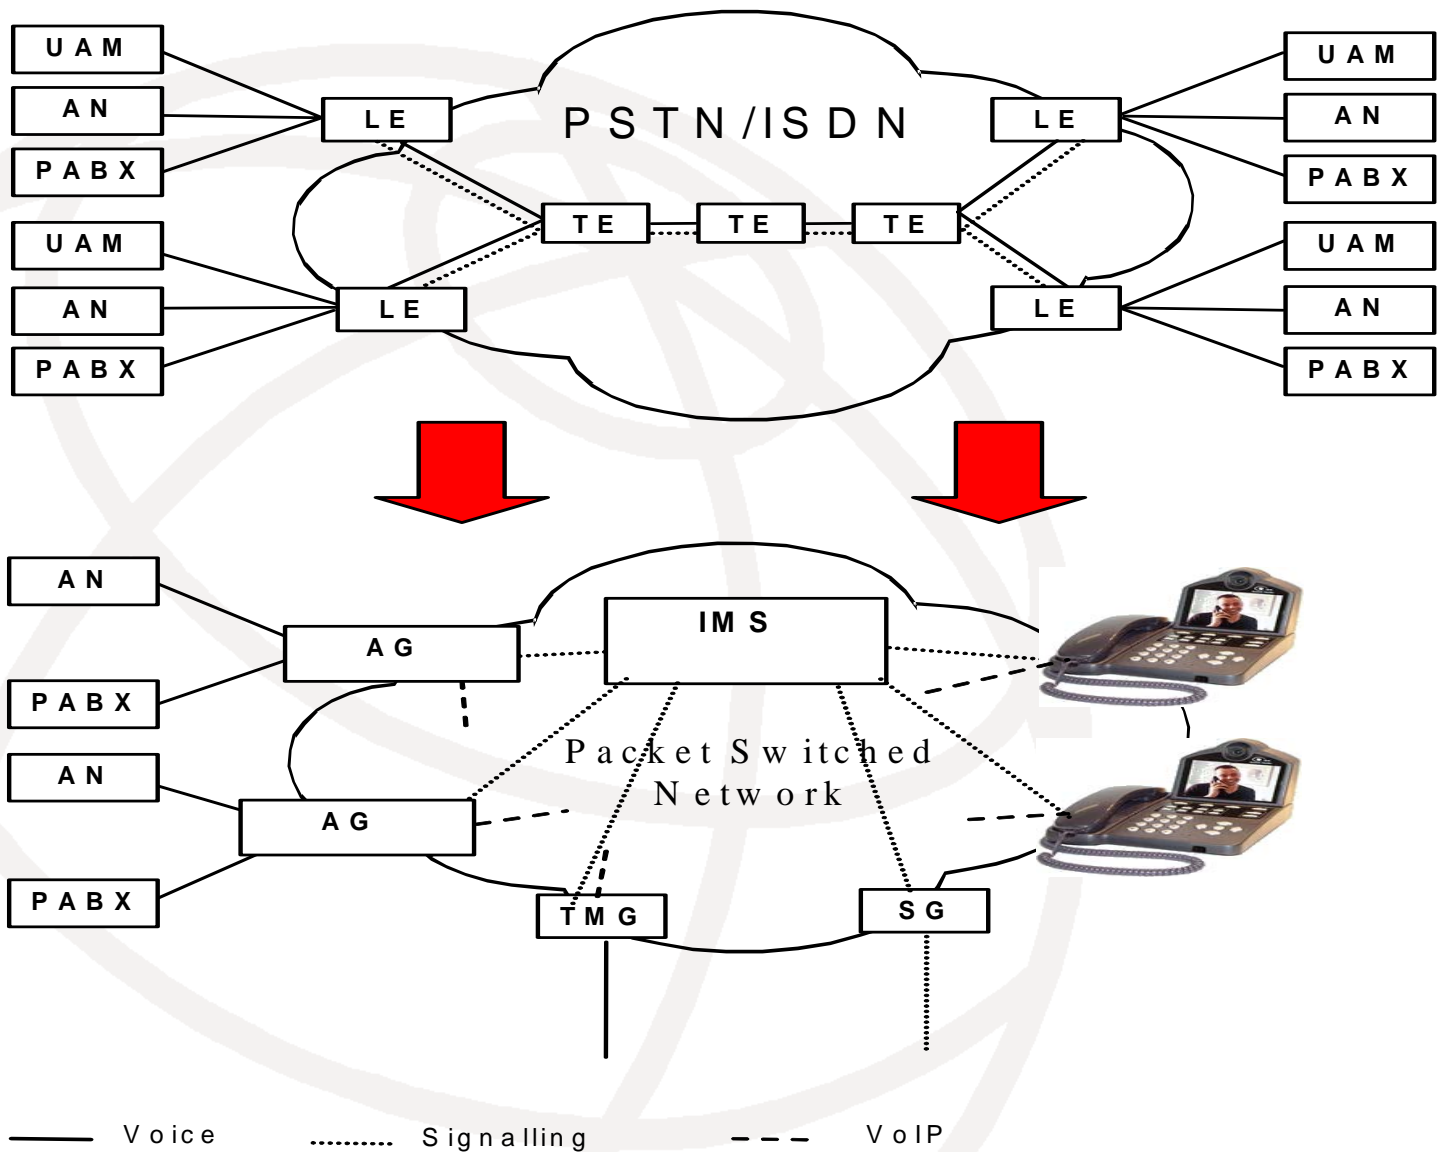 UAM
UAM
AN
LE
PSTN/ISDN
LE
AN
PABX
PABX
TE
TE
TE
UAM
UAM
AN
LE
LE
AN
PABX
PABX
AN
IMS
AG
PABX
Packet Switched
Network
AN
AG
PABX
TMG
SG
Voice
Signalling
VoIP